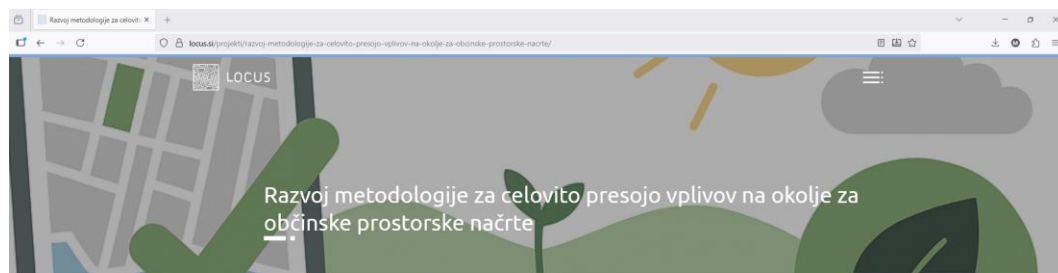 Razvoj metodologije za celovito
locus.si/projekti/razvoj-metodologije-za-celovito-presojo-vplivov-na-okolje-za-obcinske-prostorske-nacrte/
LOCUS
Razvoj metodologije za celovito presojo vplivov na okolje za
občinske prostorske načrte